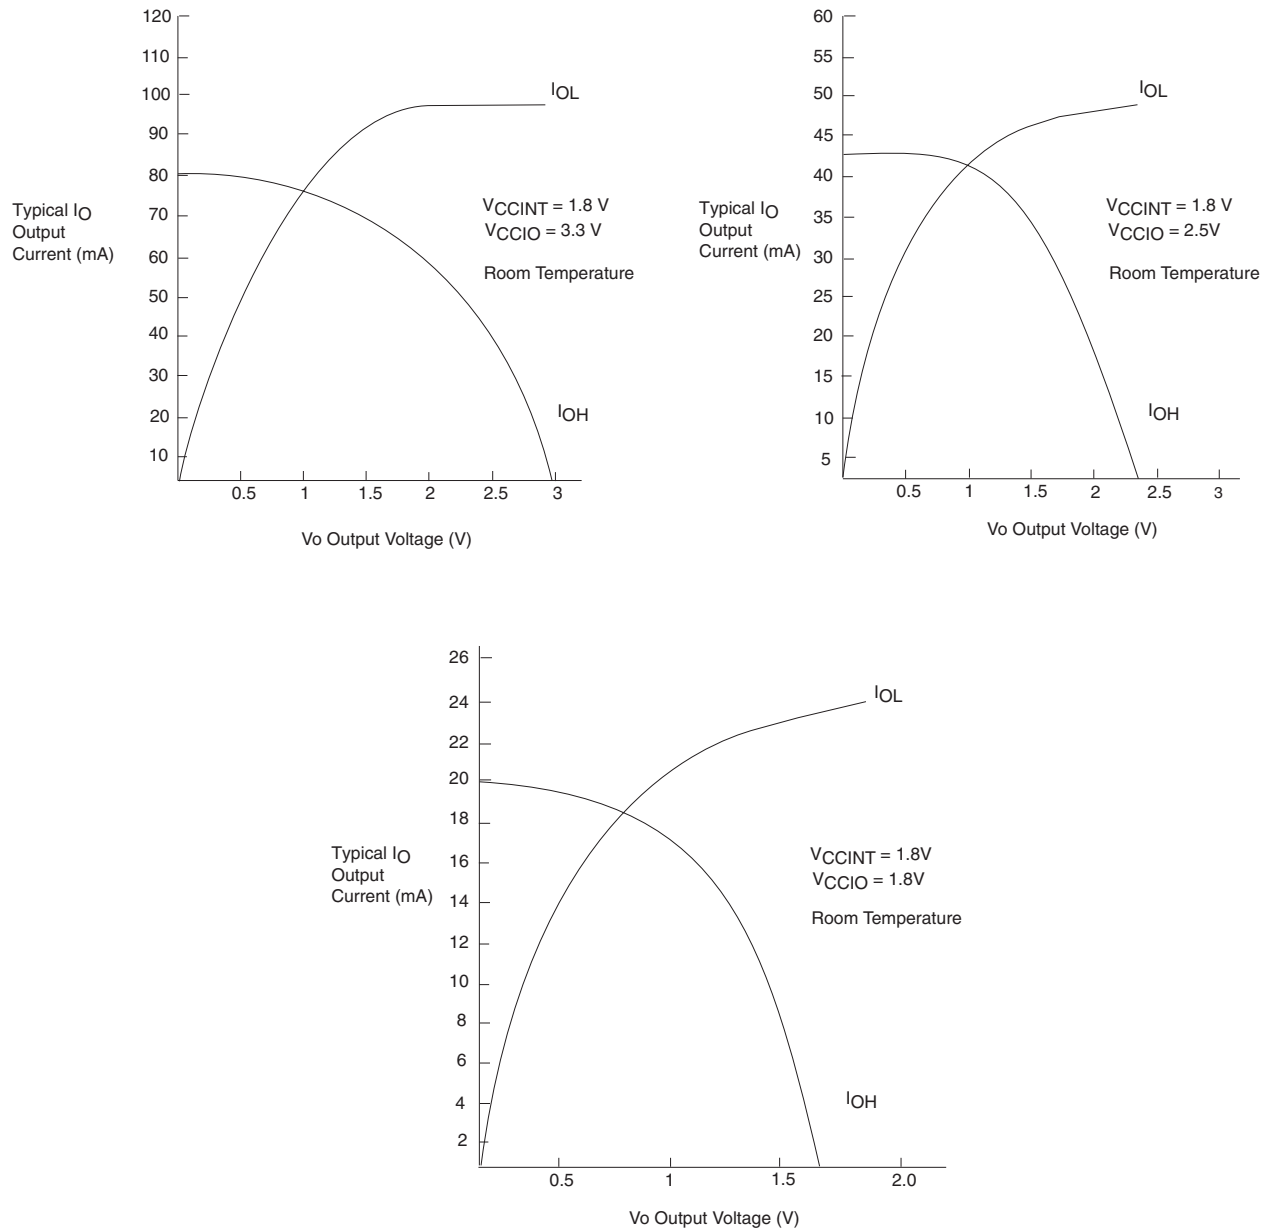 120
110
100
90
80
70
60
50
40
30
20
10
Typical IO
Output
Current (mA)
IOL
VCCINT = 1.8 V
VCCIO = 3.3 V
Room Temperature
IOH
0.5 1 1.5 2 2.5 3
Vo Output Voltage (V)
60
55
50
45
40
35
30
25
20
15
10
5
Typical IO
Output
Current (mA)
IOL
VCCINT = 1.8 V
VCCIO = 2.5V
Room Temperature
IOH
0.5 1 1.5 2 2.5 3
Vo Output Voltage (V)
26
24
22
20
18
16
14
12
10
8
6
4
2
Typical IO
Output
Current (mA)
IOL
VCCINT = 1.8V
VCCIO = 1.8V
Room Temperature
IOH
0.5 1 1.5 2.0
Vo Output Voltage (V)